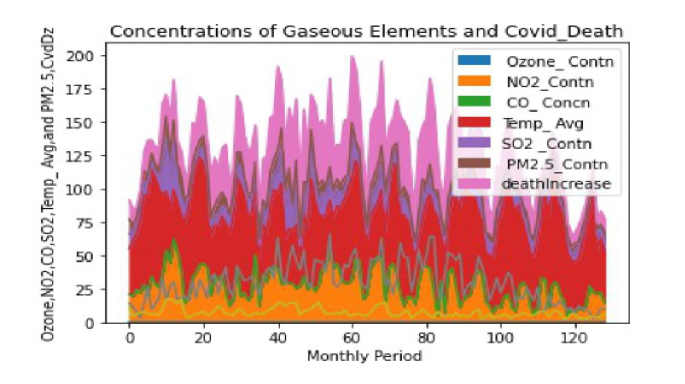 Concentrations of Gaseous Elements and Covid_Death
Ozone,NO2,CO,SO2,Temp_ Avg,and PM2.5,CvdDz
200
175
150
125
100
75
50
25
0
Ozone_ Contn
NO2_Contn
CO_ Concn
Temp_ Avg
SO2 _Contn
PM2.5_Contn
deathIncrease
0 20 40 60 80 100 120
Monthly Period